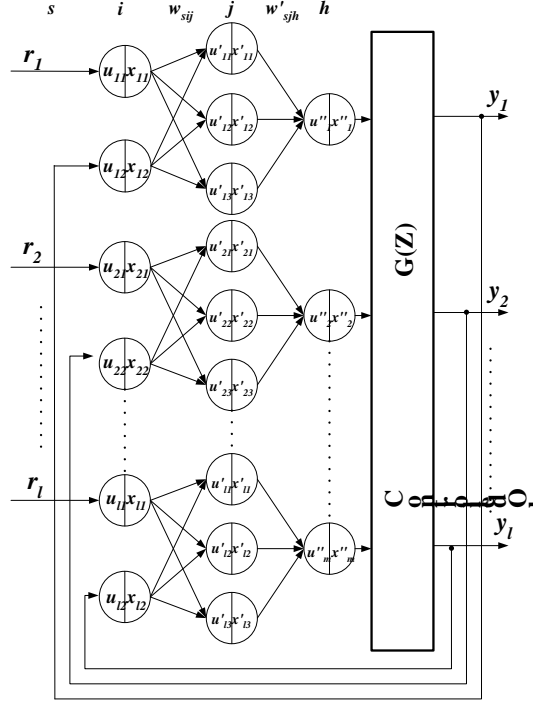 s i w_sij j w'_sjh h
r_1 u_11 x_11 u'_11 x'_11
u'_12 x'_12 u''_1 x''_1 y_1
u_12 x_12 u'_13 x'_13
r_2 u_21 x_21 u'_21 x'_21
G(Z)
u'_22 x'_22 u''_2 x''_2 y_2
u_22 x_22 u'_23 x'_23
r_l u_l1 x_l1 u'_l1 x'_l1
u'_l2 x'_l2 u''_m x''_m y_l
u_l2 x_l2 u'_l3 x'_l3